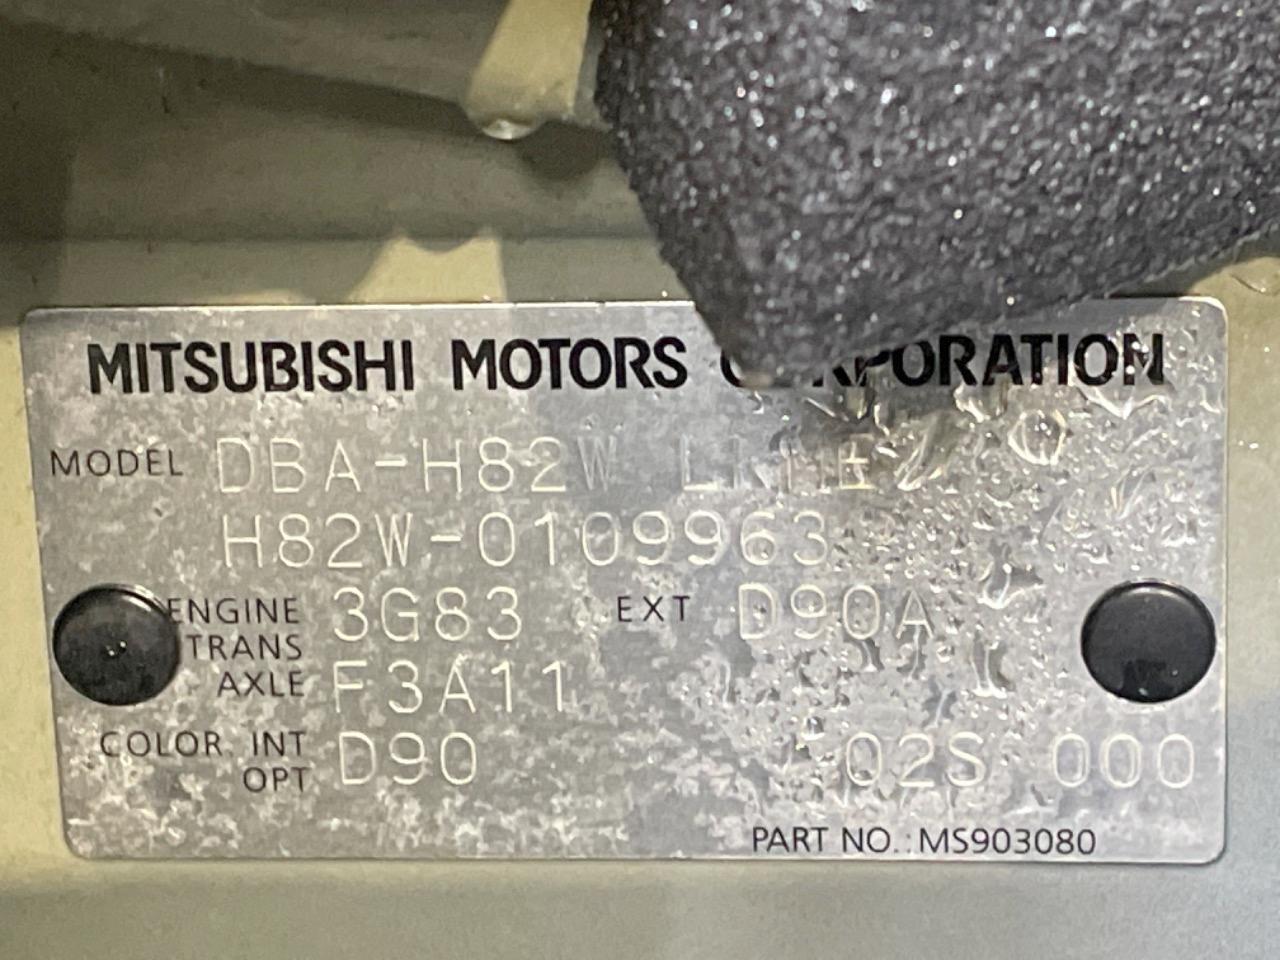 MITSUBISHI MOTORS CORPORATION
MODEL DBA-H82W
H82W-0109963
ENGINE 3G83 EXT D90A
TRANS
AXLE F3A11
COLOR. INT D90 02S 000
OPT
PART NO.:MS903080